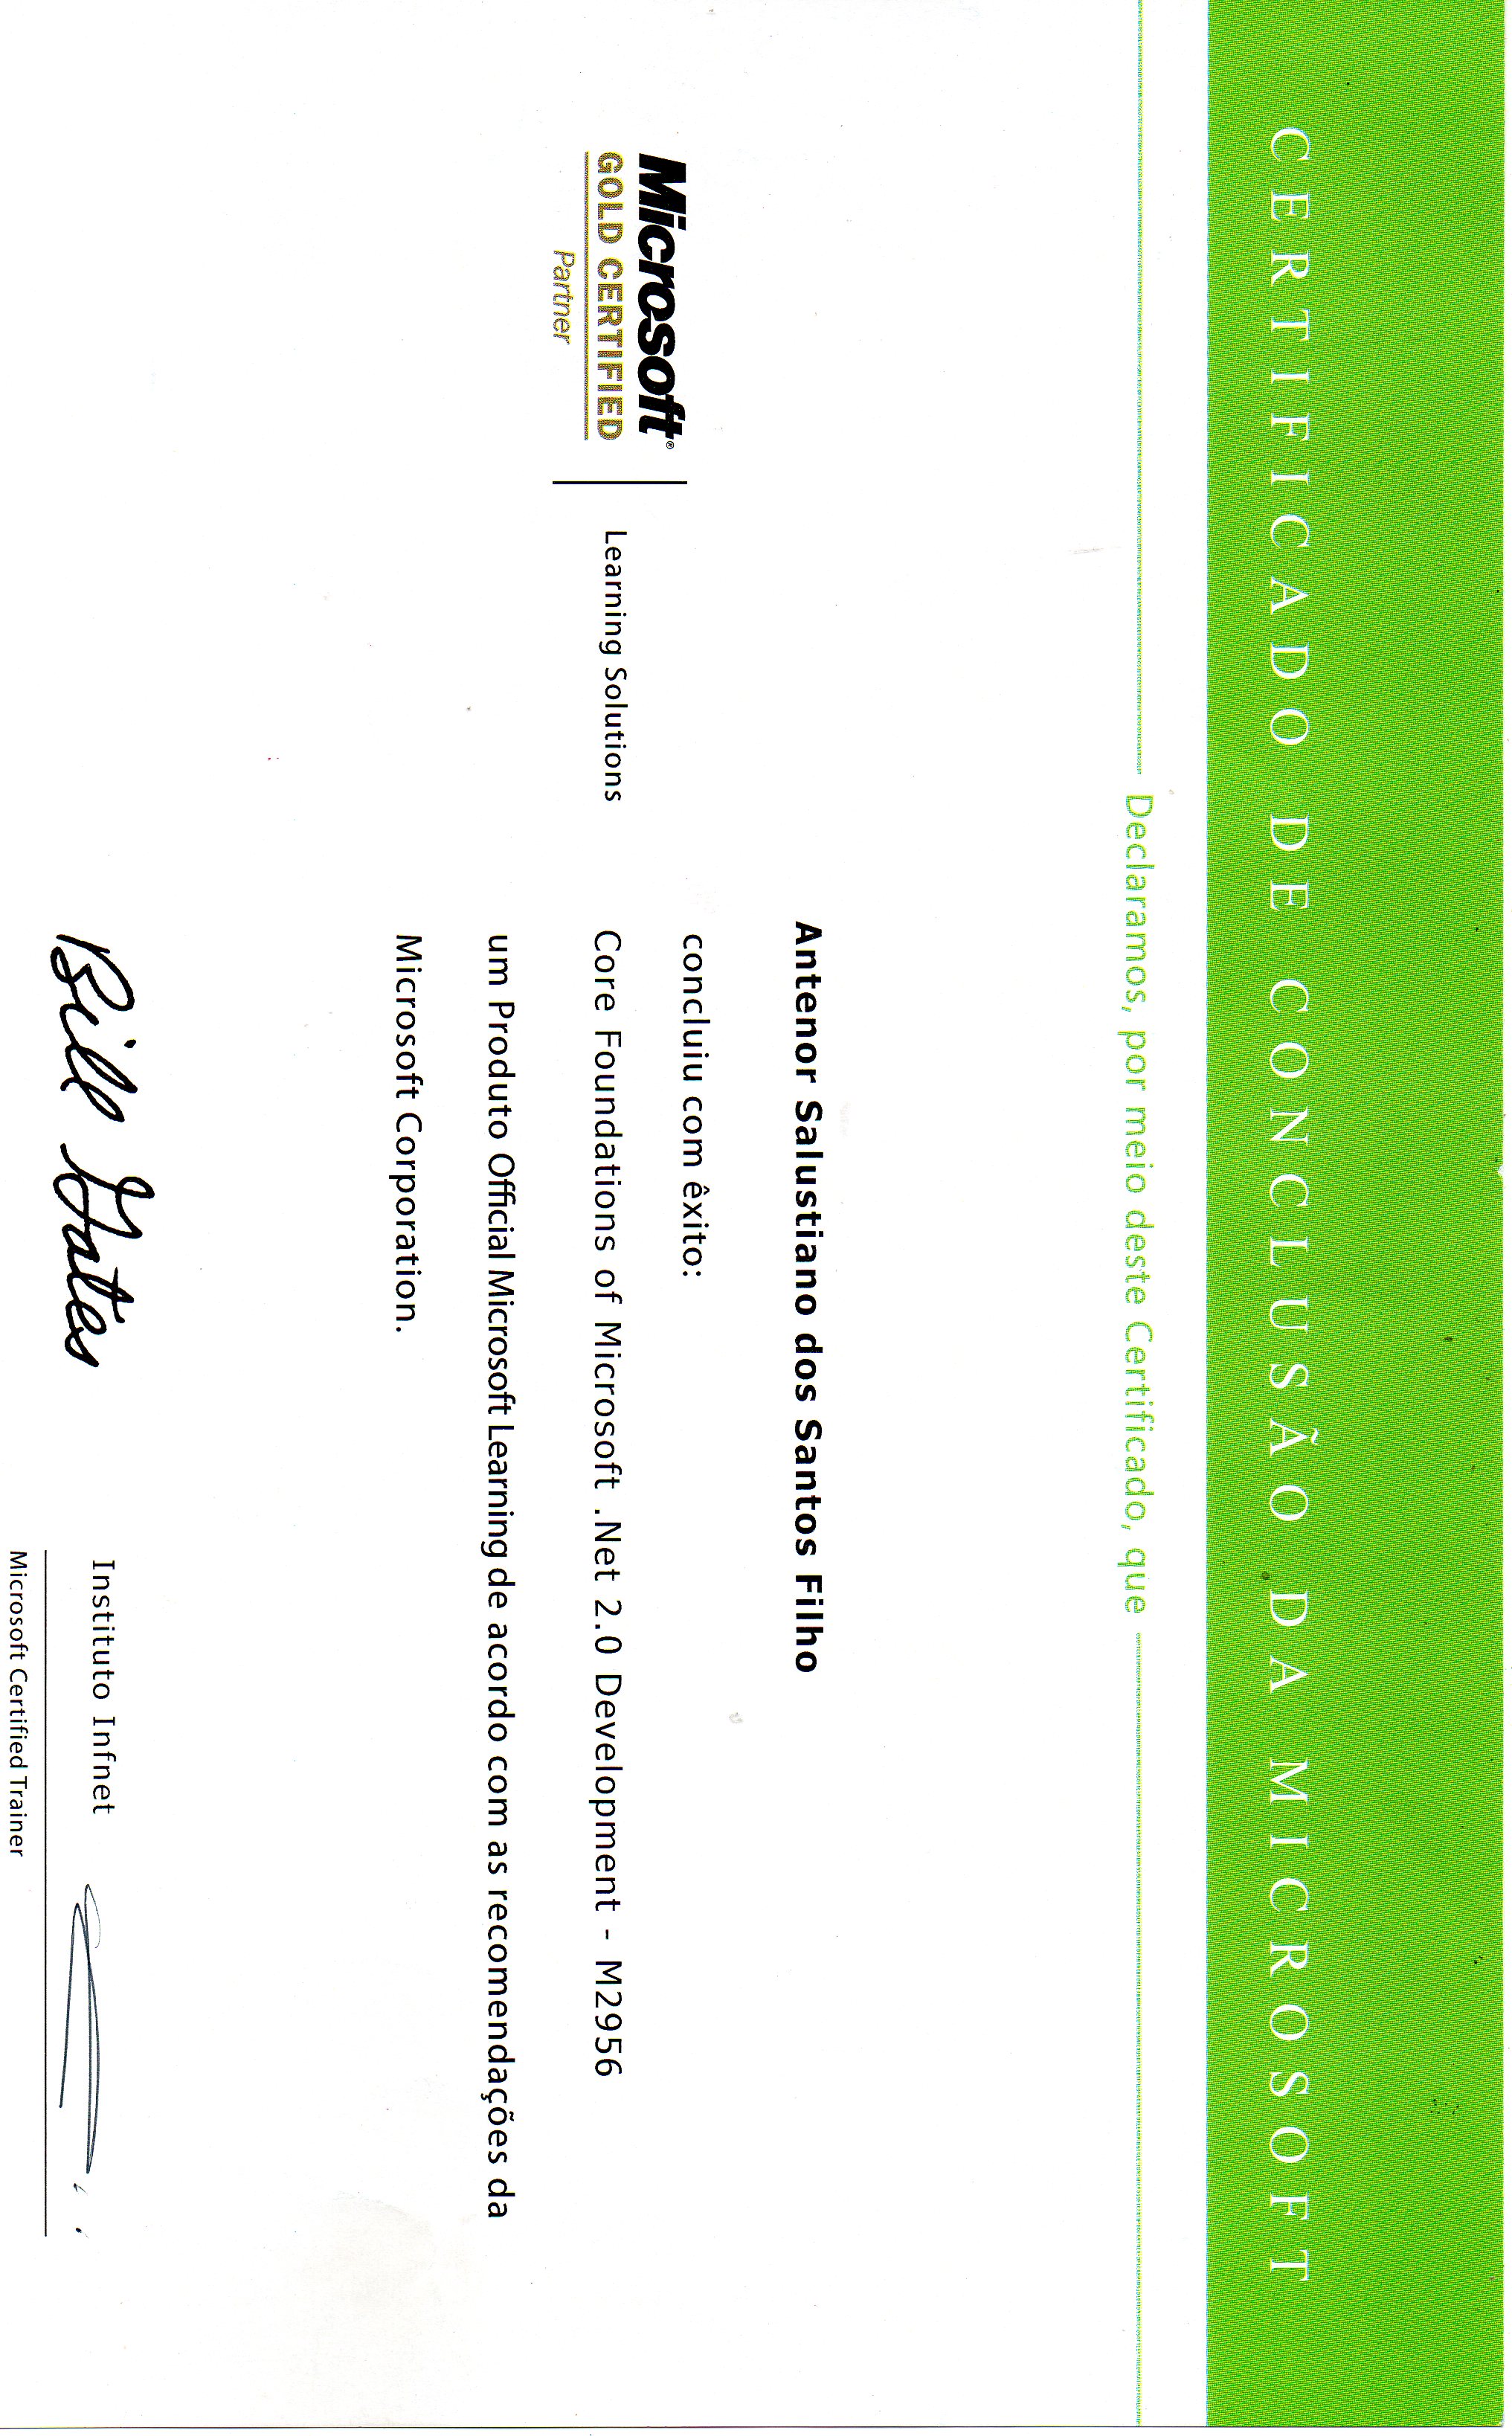 CERTIFICADO DE CONCLUSÃO DA MICROSOFT
Declaramos, por meio deste Certificado, que
Antenor Salustiano dos Santos Filho
concluiu com êxito:
Microsoft®
GOLD CERTIFIED
Partner
Learning Solutions
Core Foundations of Microsoft .Net 2.0 Development - M2956
um Produto Official Microsoft Learning de acordo com as recomendações da
Microsoft Corporation.
Bill Gates
Instituto Infnet
Microsoft Certified Trainer